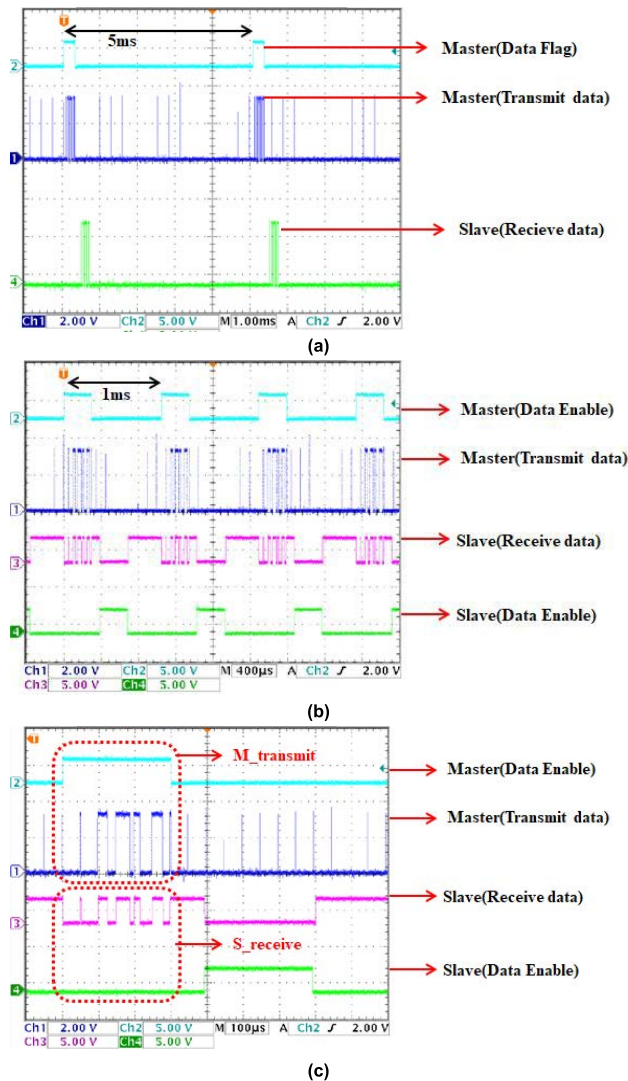 T
5ms
Master(Data Flag)
2
Master(Transmit data)
1
Slave(Recieve data)
4
Ch1 2.00 V Ch2 5.00 V M 1.00ms A Ch2 ∫ 2.00 V
(a)
T
1ms
Master(Data Enable)
2
Master(Transmit data)
1
Slave(Receive data)
3
Slave(Data Enable)
4
Ch1 2.00 V Ch2 5.00 V M 400µs A Ch2 ∫ 2.00 V
Ch3 5.00 V Ch4 5.00 V
(b)
T
M_transmit
Master(Data Enable)
2
Master(Transmit data)
1
Slave(Receive data)
3
S_receive
Slave(Data Enable)
4
Ch1 2.00 V Ch2 5.00 V M 100µs A Ch2 ∫ 2.00 V
Ch3 5.00 V Ch4 5.00 V
(c)